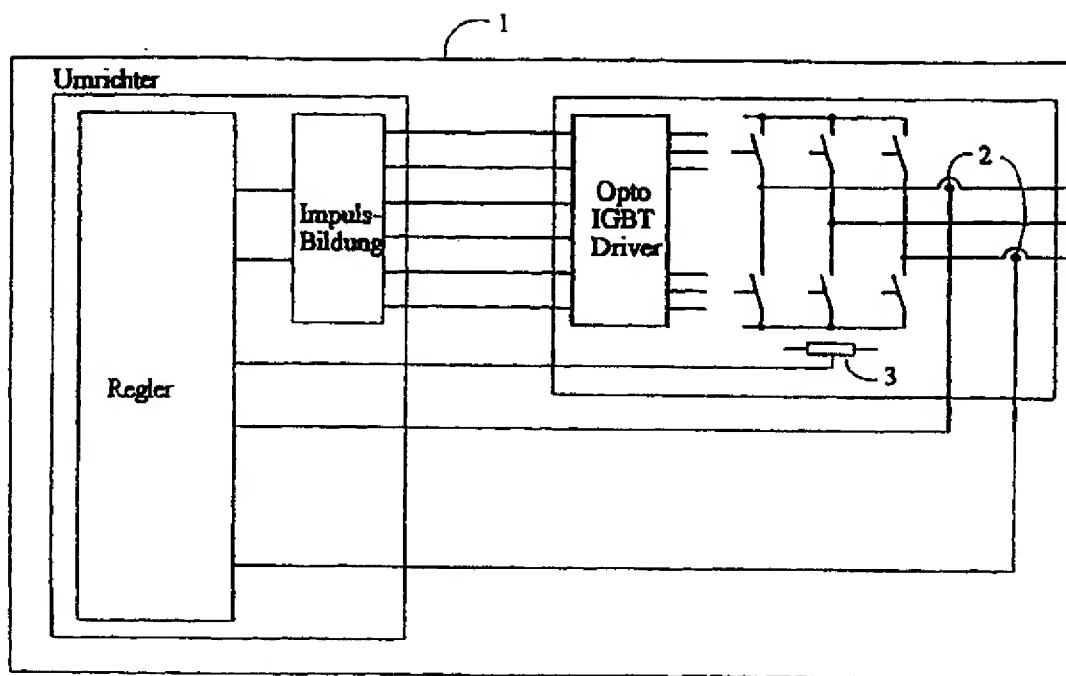 1
Umrichter
2
Impuls-
Bildung
Opto
IGBT
Driver
3
Regler